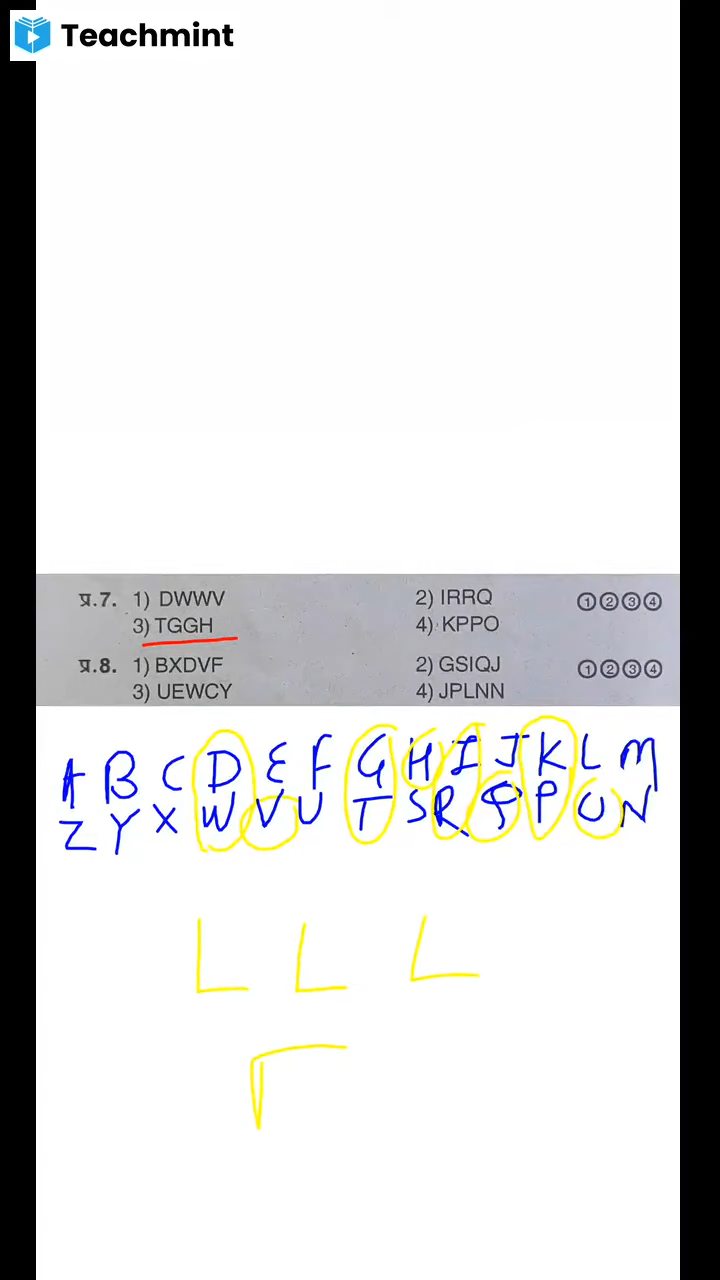 Teachmint
प्र.7. 1) DWWV 2) IRRQ ①②③④
3) TGGH 4) KPPO
प्र.8. 1) BXDVF 2) GSIQJ ①②③④
3) UEWCY 4) JPLNN
A B C D E F G H I J K L M
Z Y X W V U T S R Q P O N